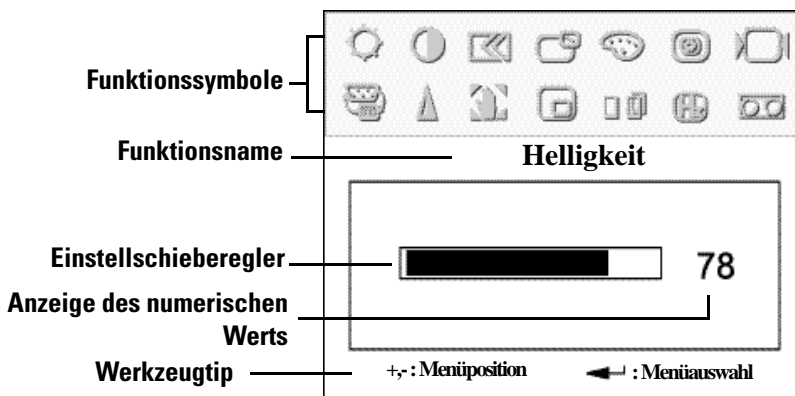 Funktionssymbole
Funktionsname
Helligkeit
Einstellschieberegler
78
Anzeige des numerischen
Werts
Werkzeugtip
+,- : Menüposition
: Menüauswahl